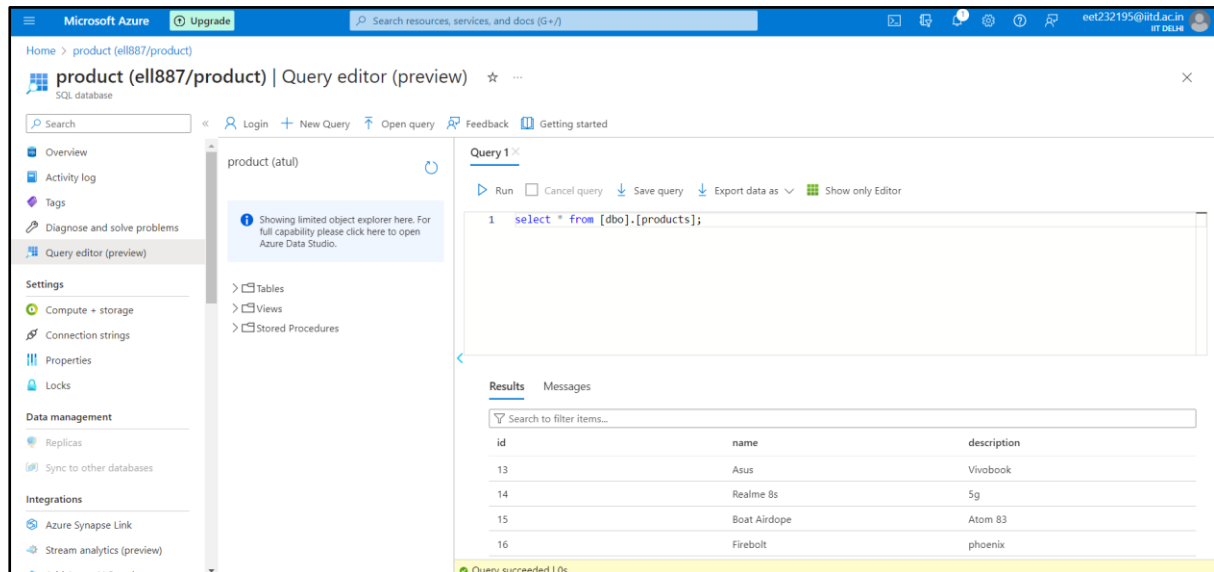 Microsoft Azure
Upgrade
Search resources, services, and docs (G+/)
1
eet232195@iitd.ac.in
IIT DELHI
Home > product (ell887/product)
product (ell887/product) | Query editor (preview)
SQL database
Search
Login
New Query
Open query
Feedback
Getting started
Overview
Activity log
Tags
Diagnose and solve problems
Query editor (preview)
Settings
Compute + storage
Connection strings
Properties
Locks
Data management
Replicas
Sync to other databases
Integrations
Azure Synapse Link
Stream analytics (preview)
product (atul)
Showing limited object explorer here. For
full capability please click here to open
Azure Data Studio.
Tables
Views
Stored Procedures
Query 1
Run Cancel query Save query Export data as Show only Editor
1 select * from [dbo].[products];
Results Messages
Search to filter items...
id name description
13 Asus Vivobook
14 Realme 8s 5g
15 Boat Airdope Atom 83
16 Firebolt phoenix
Query succeeded | 0s